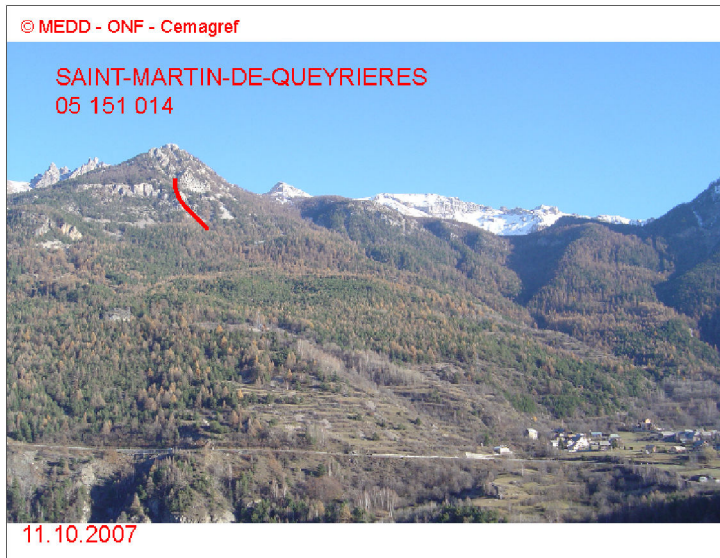 © MEDD - ONF - Cemagref
SAINT-MARTIN-DE-QUEYRIERES
05 151 014
11.10.2007